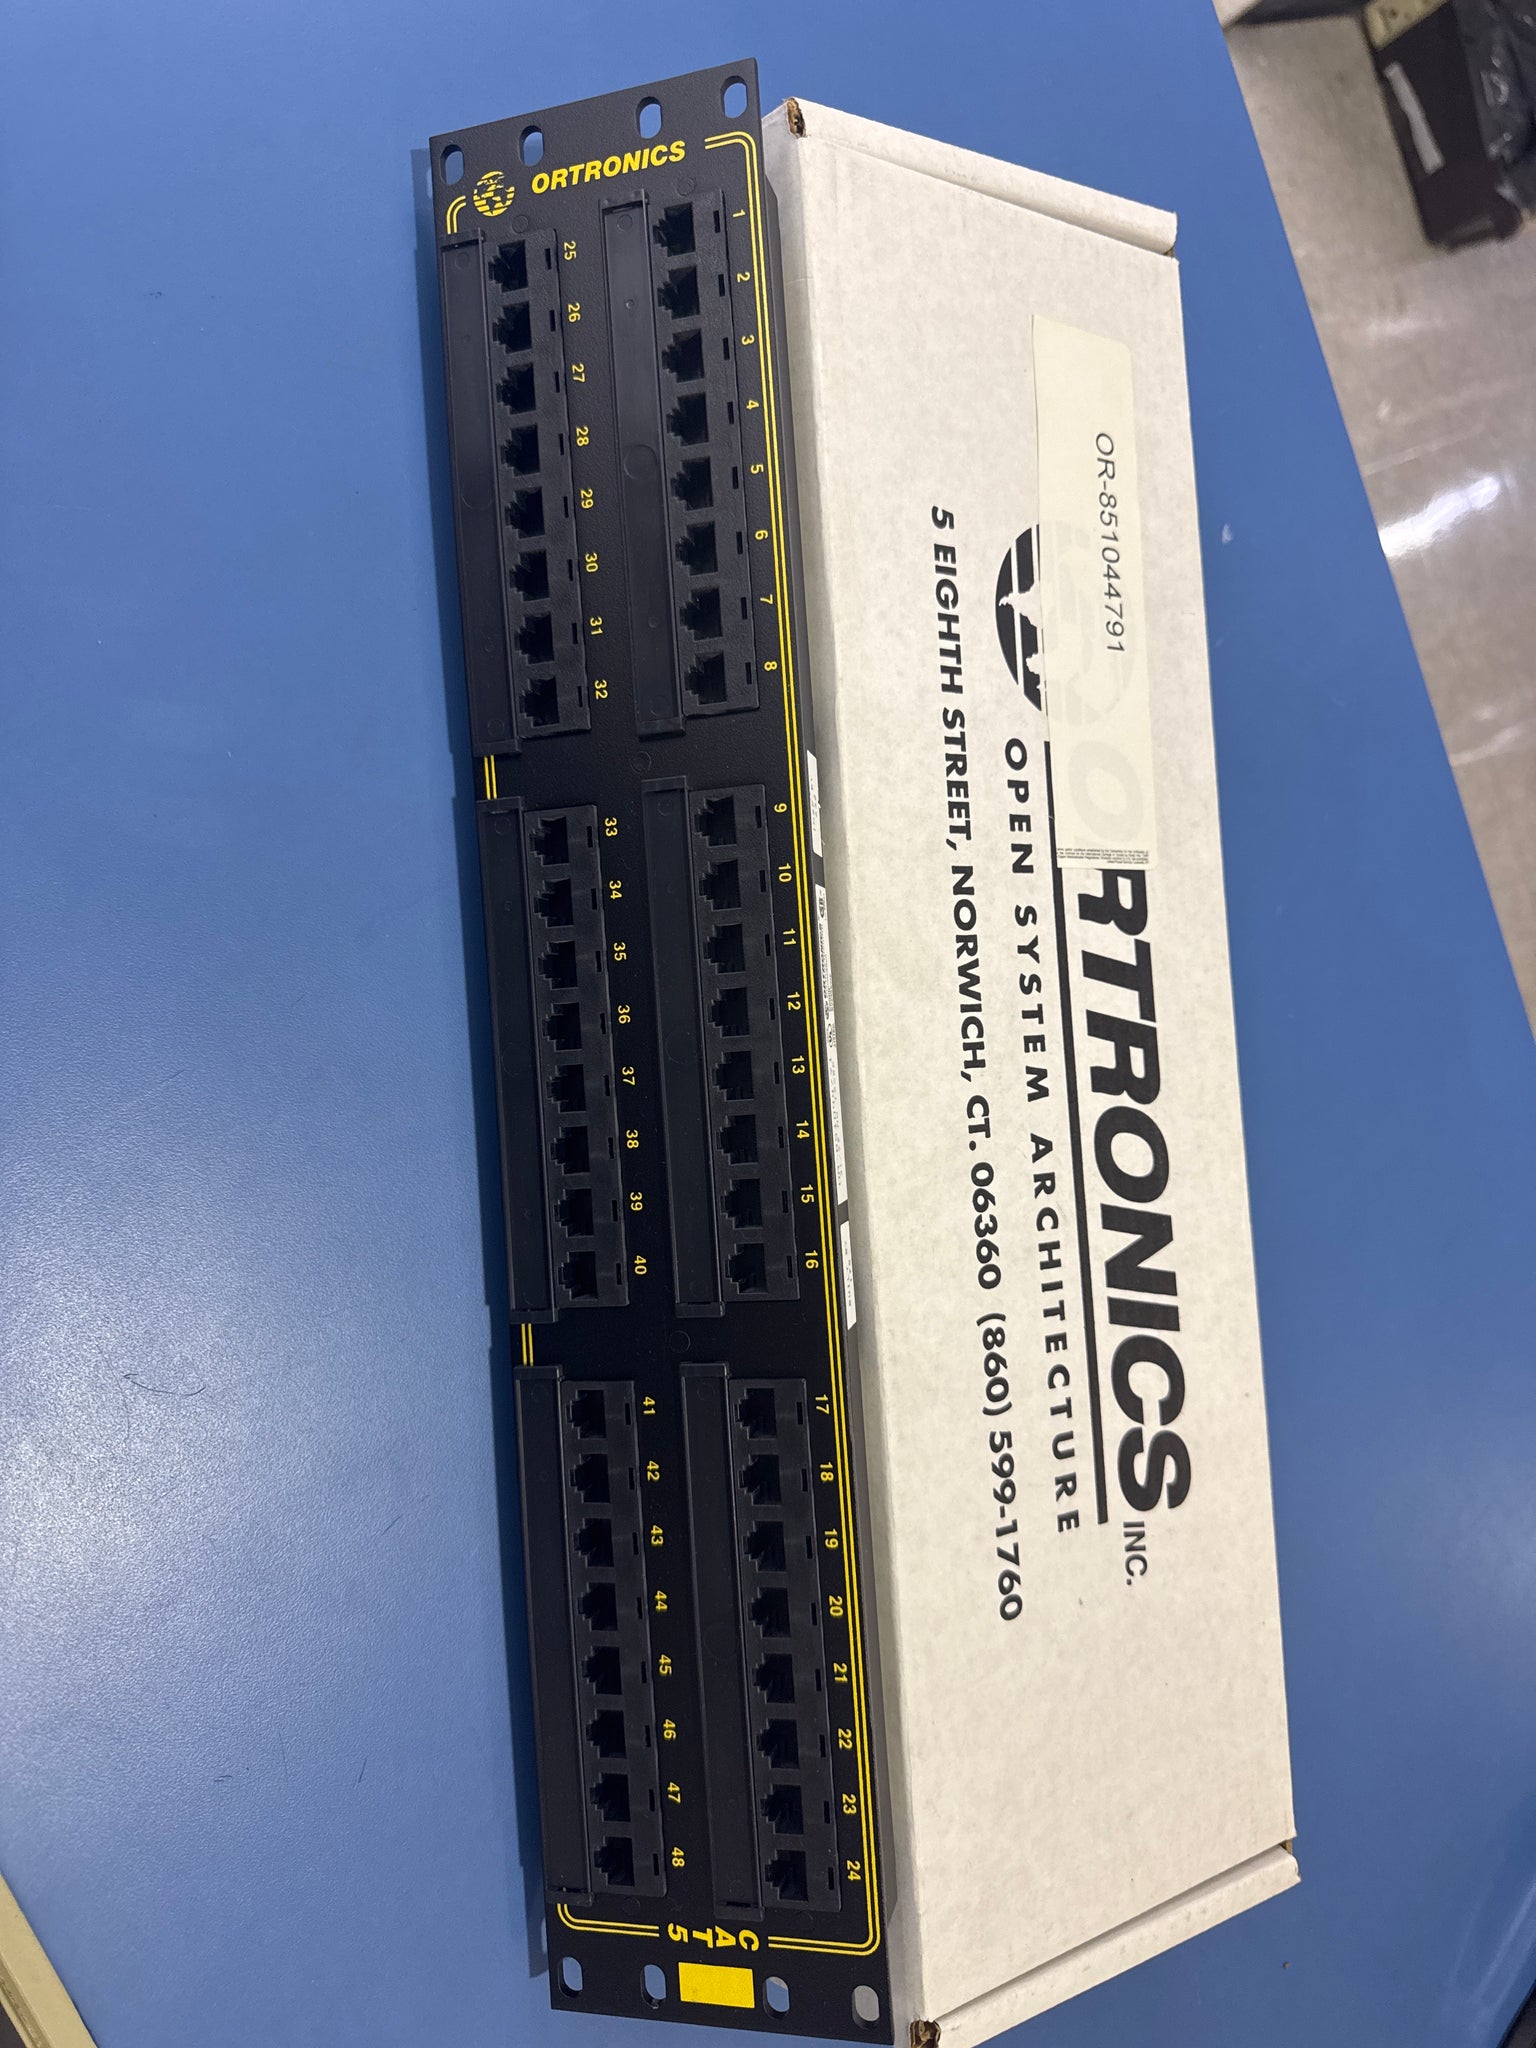 ORTRONICS
1 2 3 4 5 6 7 8 9 10 11 12 13 14 15 16 17 18 19 20 21 22 23 24
25 26 27 28 29 30 31 32 33 34 35 36 37 38 39 40 41 42 43 44 45 46 47 48
CAT
5
OR-851044791
ORTRONICS INC.
OPEN SYSTEM ARCHITECTURE
5 EIGHTH STREET, NORWICH, CT. 06360 (860) 599-1760